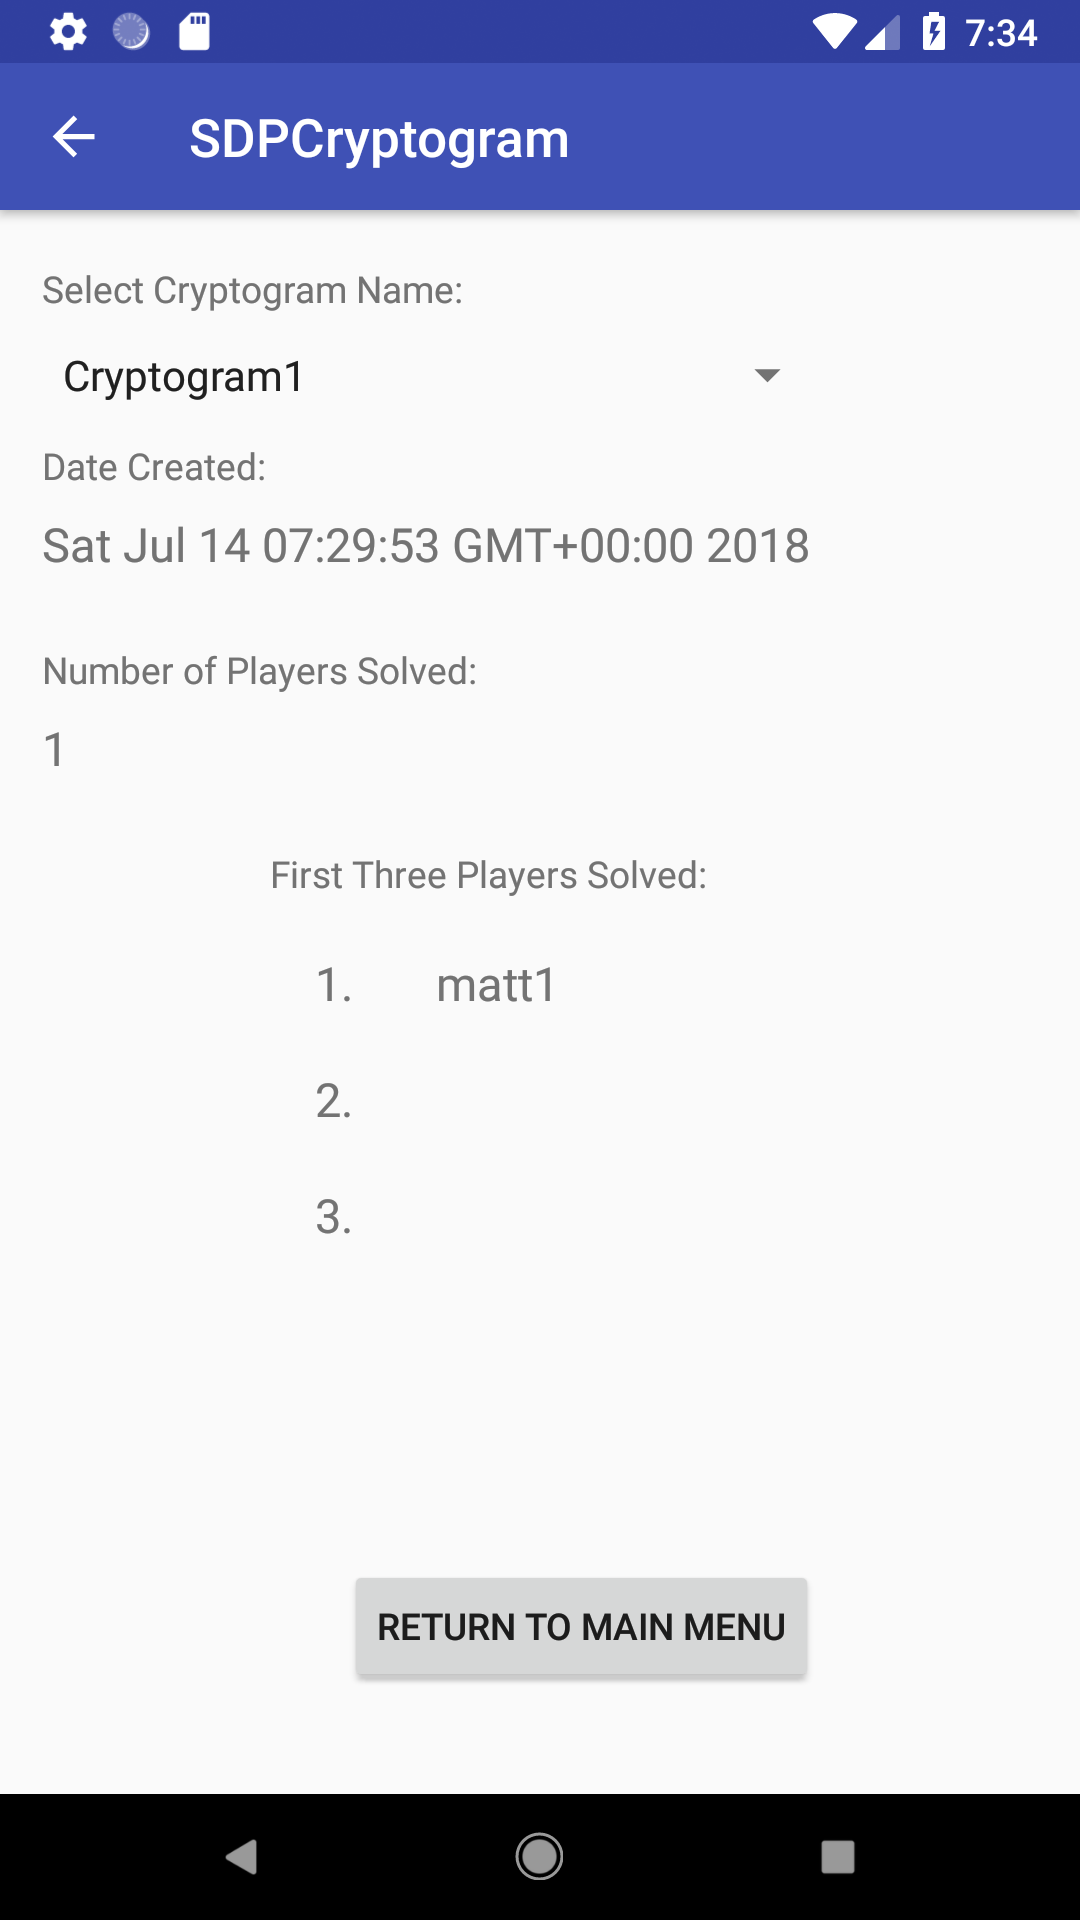 7:34
SDPCryptogram
Select Cryptogram Name:
Cryptogram1
Date Created:
Sat Jul 14 07:29:53 GMT+00:00 2018
Number of Players Solved:
1
First Three Players Solved:
1. matt1
2.
3.
RETURN TO MAIN MENU